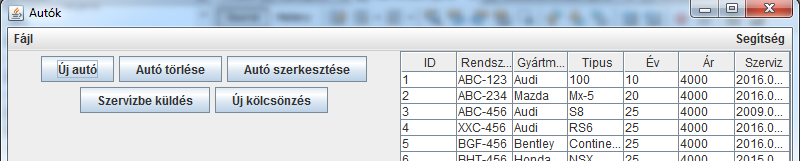 Autók
Fájl Segítség
Új autó Autó törlése Autó szerkesztése
Szervízbe küldés Új kölcsönzés
ID Rendsz... Gyártm... Tipus Év Ár Szerviz
1 ABC-123 Audi 100 10 4000 2016.0...
2 ABC-234 Mazda Mx-5 20 4000 2016.0...
3 ABC-456 Audi S8 25 4000 2009.0...
4 XXC-456 Audi RS6 25 4000 2016.0...
5 BGF-456 Bentley Contine... 25 4000 2016.0...
6 BHT-456 Honda NSX 25 4000 2015.0...